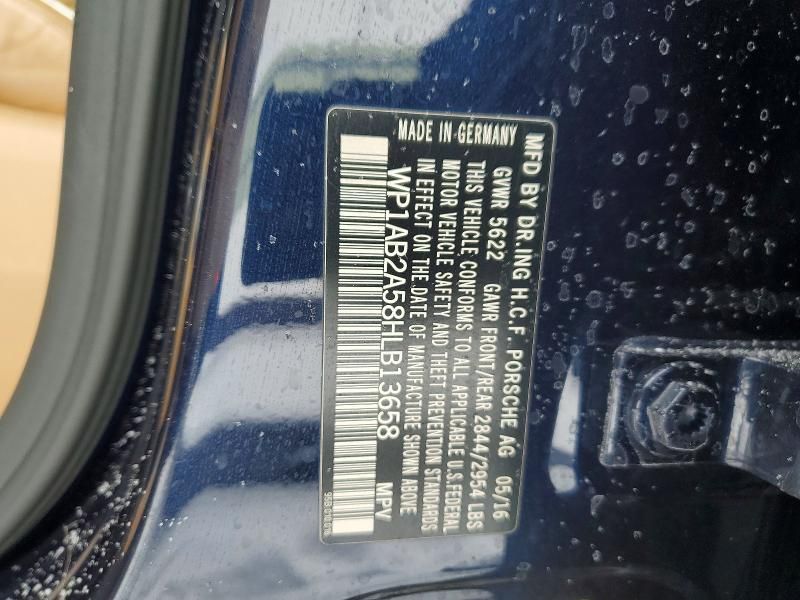 MFD BY DR.ING H.C.F. PORSCHE AG 05/16
GVWR 5622 GAWR FRONT/REAR 2844/2954 LBS
THIS VEHICLE CONFORMS TO ALL APPLICABLE U.S.FEDERAL
MOTOR VEHICLE SAFETY AND THEFT PREVENTION STANDARDS
IN EFFECT ON THE DATE OF MANUFACTURE SHOWN ABOVE
WP1AB2A58HLB13658 MPV
MADE IN GERMANY